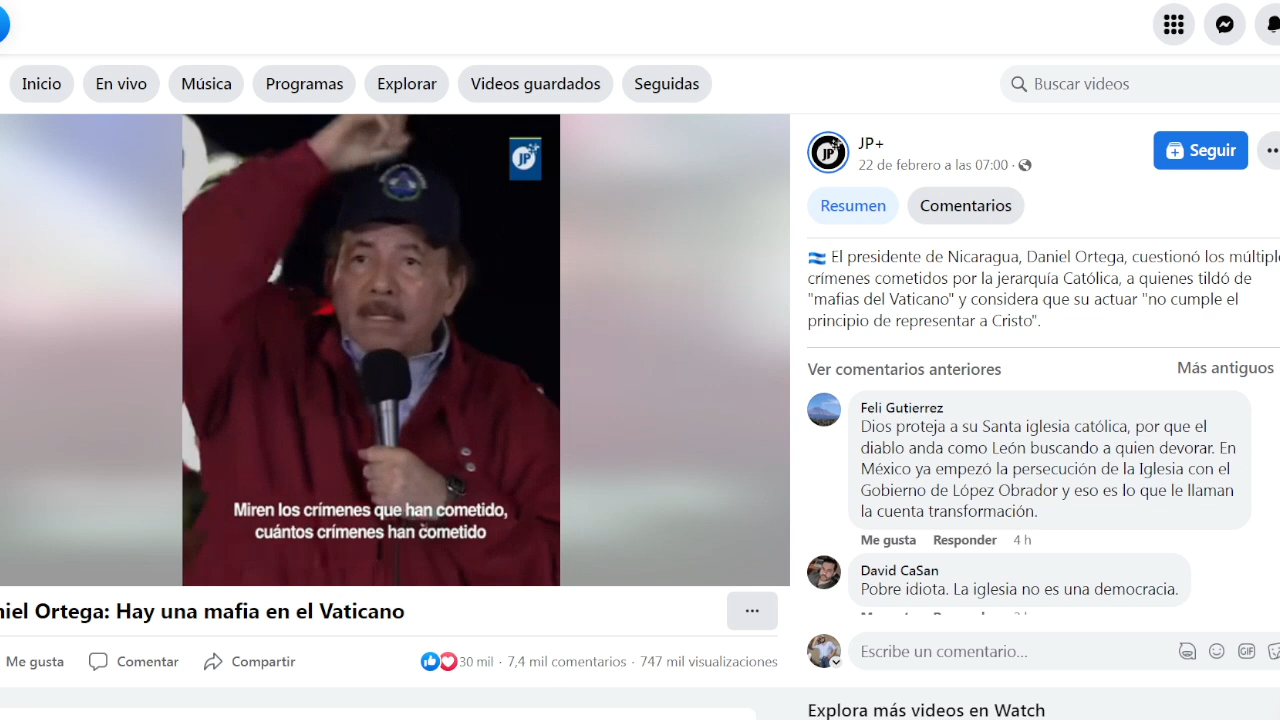 Inicio
En vivo
Música
Programas
Explorar
Videos guardados
Seguidas
Buscar videos
JP
Miren los crímenes que han cometido,
cuántos crímenes han cometido
niel Ortega: Hay una mafia en el Vaticano
...
Me gusta
Comentar
Compartir
30 mil · 7,4 mil comentarios · 747 mil visualizaciones
JP
JP+
22 de febrero a las 07:00 ·
Seguir
Resumen
Comentarios
El presidente de Nicaragua, Daniel Ortega, cuestionó los múltiple
crímenes cometidos por la jerarquía Católica, a quienes tildó de
"mafias del Vaticano" y considera que su actuar "no cumple el
principio de representar a Cristo".
Ver comentarios anteriores
Más antiguos
Feli Gutierrez
Dios proteja a su Santa iglesia católica, por que el
diablo anda como León buscando a quien devorar. En
México ya empezó la persecución de la Iglesia con el
Gobierno de López Obrador y eso es lo que le llaman
la cuenta transformación.
Me gusta Responder 4 h
David CaSan
Pobre idiota. La iglesia no es una democracia.
Escribe un comentario...
GIF
Explora más videos en Watch